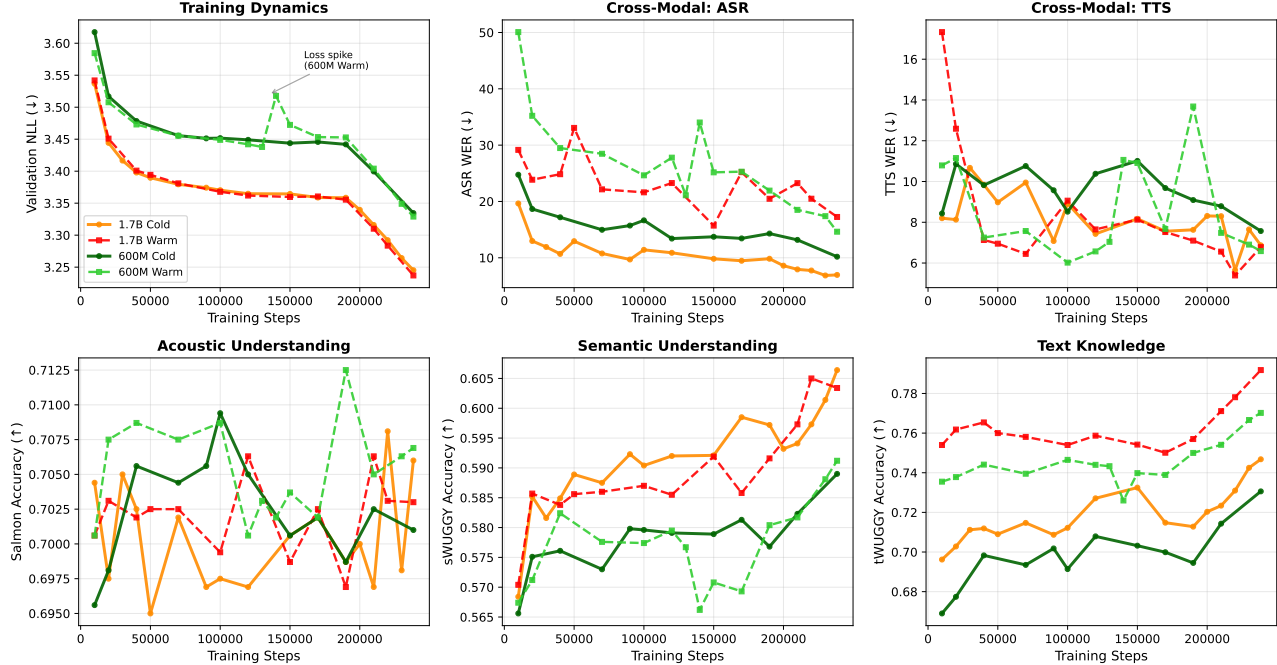 Training Dynamics
Validation NLL (↓)
3.60
3.55
3.50
3.45
3.40
3.35
3.30
3.25
Loss spike
(600M Warm)
1.7B Cold
1.7B Warm
600M Cold
600M Warm
0 50000 100000 150000 200000
Training Steps
Cross-Modal: ASR
ASR WER (↓)
50
40
30
20
10
0 50000 100000 150000 200000
Training Steps
Cross-Modal: TTS
TTS WER (↓)
16
14
12
10
8
6
0 50000 100000 150000 200000
Training Steps
Acoustic Understanding
Salmon Accuracy (↑)
0.7125
0.7100
0.7075
0.7050
0.7025
0.7000
0.6975
0.6950
0 50000 100000 150000 200000
Training Steps
Semantic Understanding
sWUGGY Accuracy (↑)
0.605
0.600
0.595
0.590
0.585
0.580
0.575
0.570
0.565
0 50000 100000 150000 200000
Training Steps
Text Knowledge
tWUGGY Accuracy (↑)
0.78
0.76
0.74
0.72
0.70
0.68
0 50000 100000 150000 200000
Training Steps